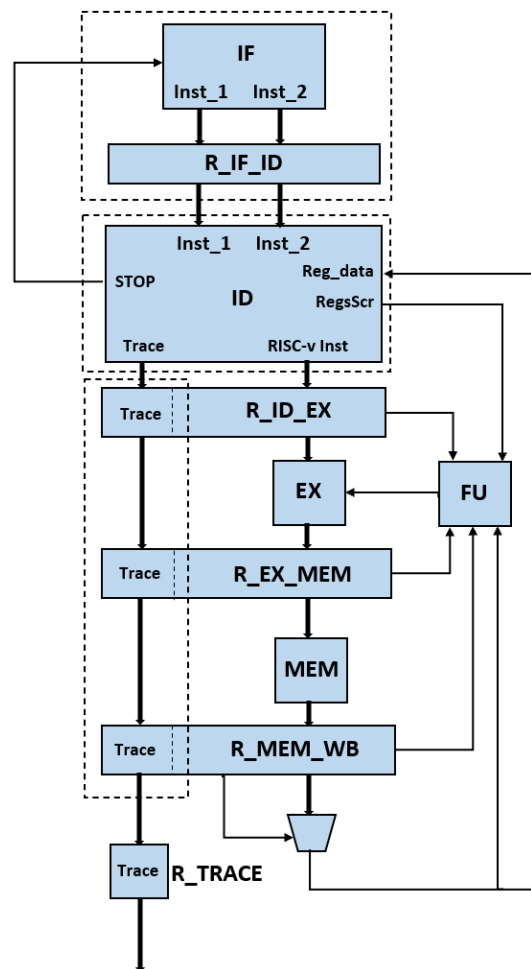 IF
Inst_1 Inst_2
R_IF_ID
Inst_1 Inst_2
Reg_data
STOP
ID
RegsScr
Trace RISC-v Inst
Trace R_ID_EX
EX
FU
Trace R_EX_MEM
MEM
Trace R_MEM_WB
Trace R_TRACE